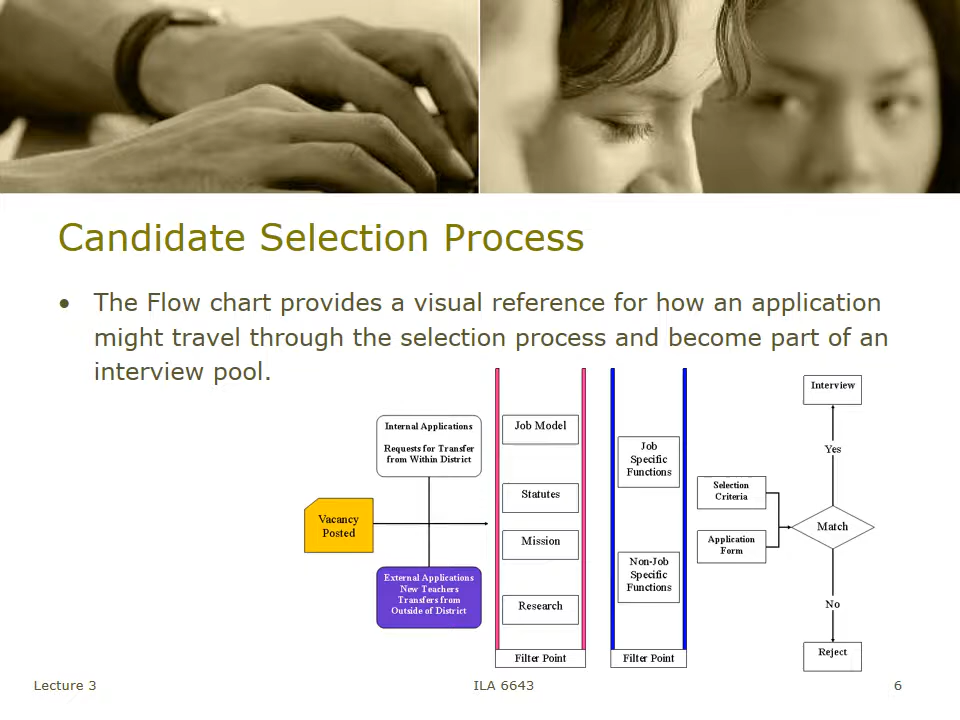 Candidate Selection Process
• The Flow chart provides a visual reference for how an application
might travel through the selection process and become part of an
interview pool.
Vacancy
Posted
Internal Applications
Requests for Transfer
from Within District
External Applications
New Teachers
Transfers from
Outside of District
Job Model
Statutes
Mission
Research
Filter Point
Job
Specific
Functions
Non-Job
Specific
Functions
Filter Point
Selection
Criteria
Application
Form
Interview
Yes
Match
No
Reject
Lecture 3
ILA 6643
6